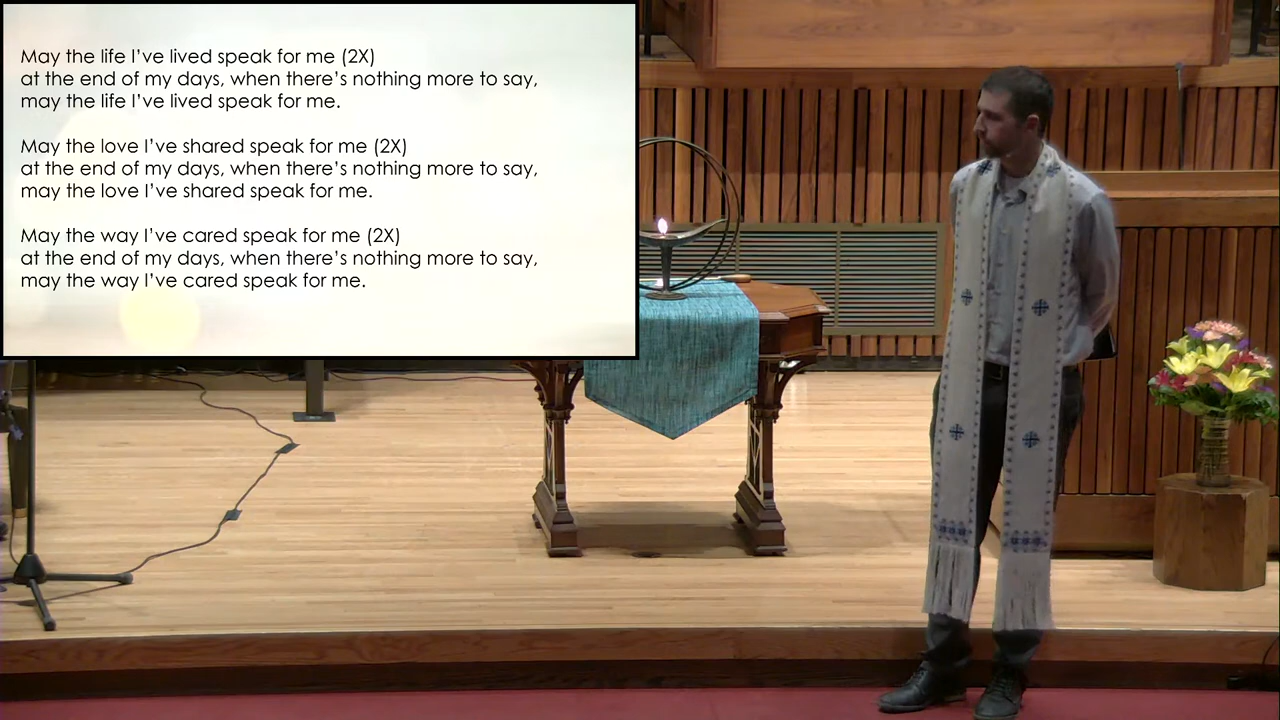 May the life I've lived speak for me (2X)
at the end of my days, when there's nothing more to say,
may the life I've lived speak for me.
May the love I've shared speak for me (2X)
at the end of my days, when there's nothing more to say,
may the love I've shared speak for me.
May the way I've cared speak for me (2X)
at the end of my days, when there's nothing more to say,
may the way I've cared speak for me.